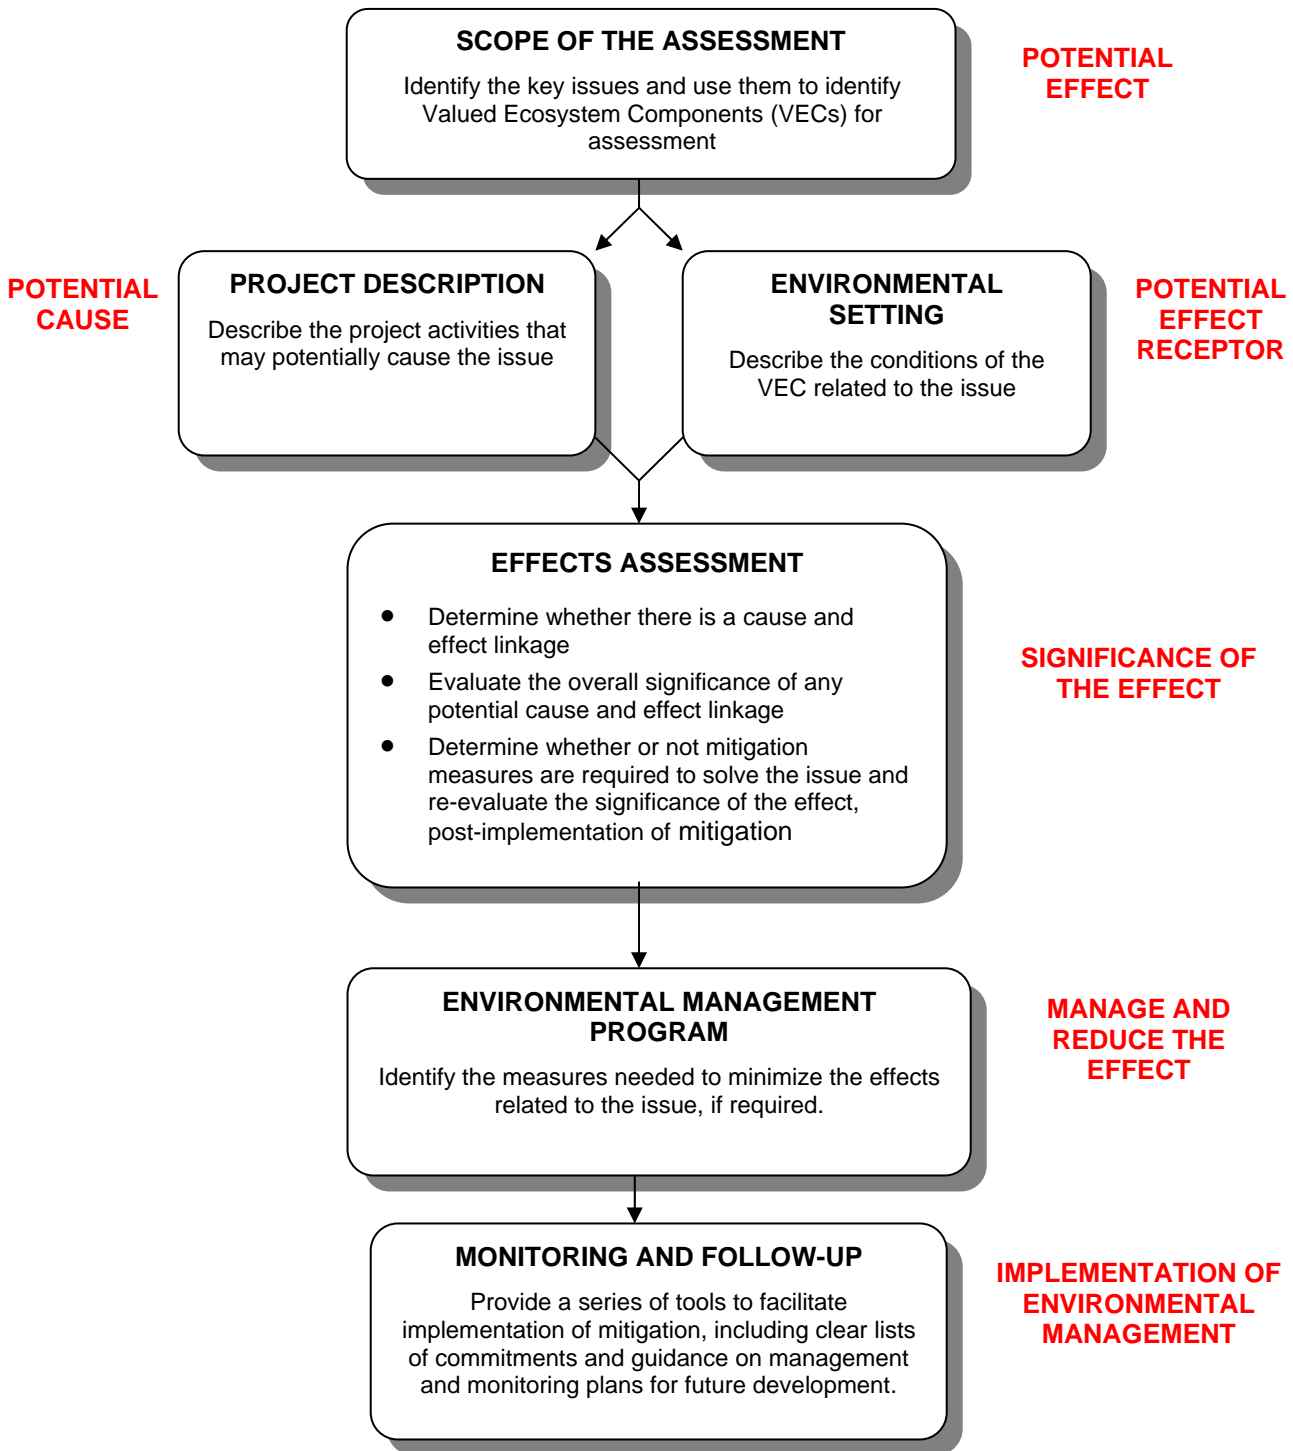 SCOPE OF THE ASSESSMENT
Identify the key issues and use them to identify
Valued Ecosystem Components (VECs) for
assessment
POTENTIAL
EFFECT
POTENTIAL
CAUSE
PROJECT DESCRIPTION
Describe the project activities that
may potentially cause the issue
ENVIRONMENTAL
SETTING
Describe the conditions of the
VEC related to the issue
POTENTIAL
EFFECT
RECEPTOR
EFFECTS ASSESSMENT
• Determine whether there is a cause and
effect linkage
• Evaluate the overall significance of any
potential cause and effect linkage
• Determine whether or not mitigation
measures are required to solve the issue and
re-evaluate the significance of the effect,
post-implementation of mitigation
SIGNIFICANCE OF
THE EFFECT
ENVIRONMENTAL MANAGEMENT
PROGRAM
Identify the measures needed to minimize the effects
related to the issue, if required.
MANAGE AND
REDUCE THE
EFFECT
MONITORING AND FOLLOW-UP
Provide a series of tools to facilitate
implementation of mitigation, including clear lists
of commitments and guidance on management
and monitoring plans for future development.
IMPLEMENTATION OF
ENVIRONMENTAL
MANAGEMENT